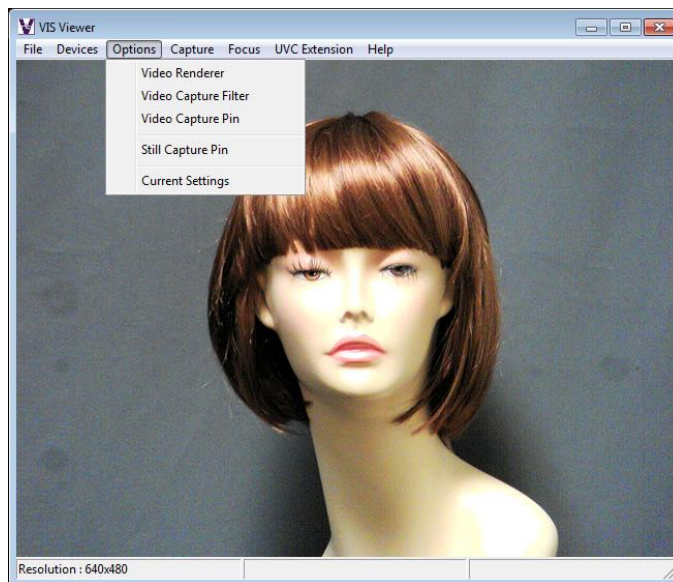 VIS Viewer
File Devices Options Capture Focus UVC Extension Help
Video Renderer
Video Capture Filter
Video Capture Pin
Still Capture Pin
Current Settings
Resolution : 640x480